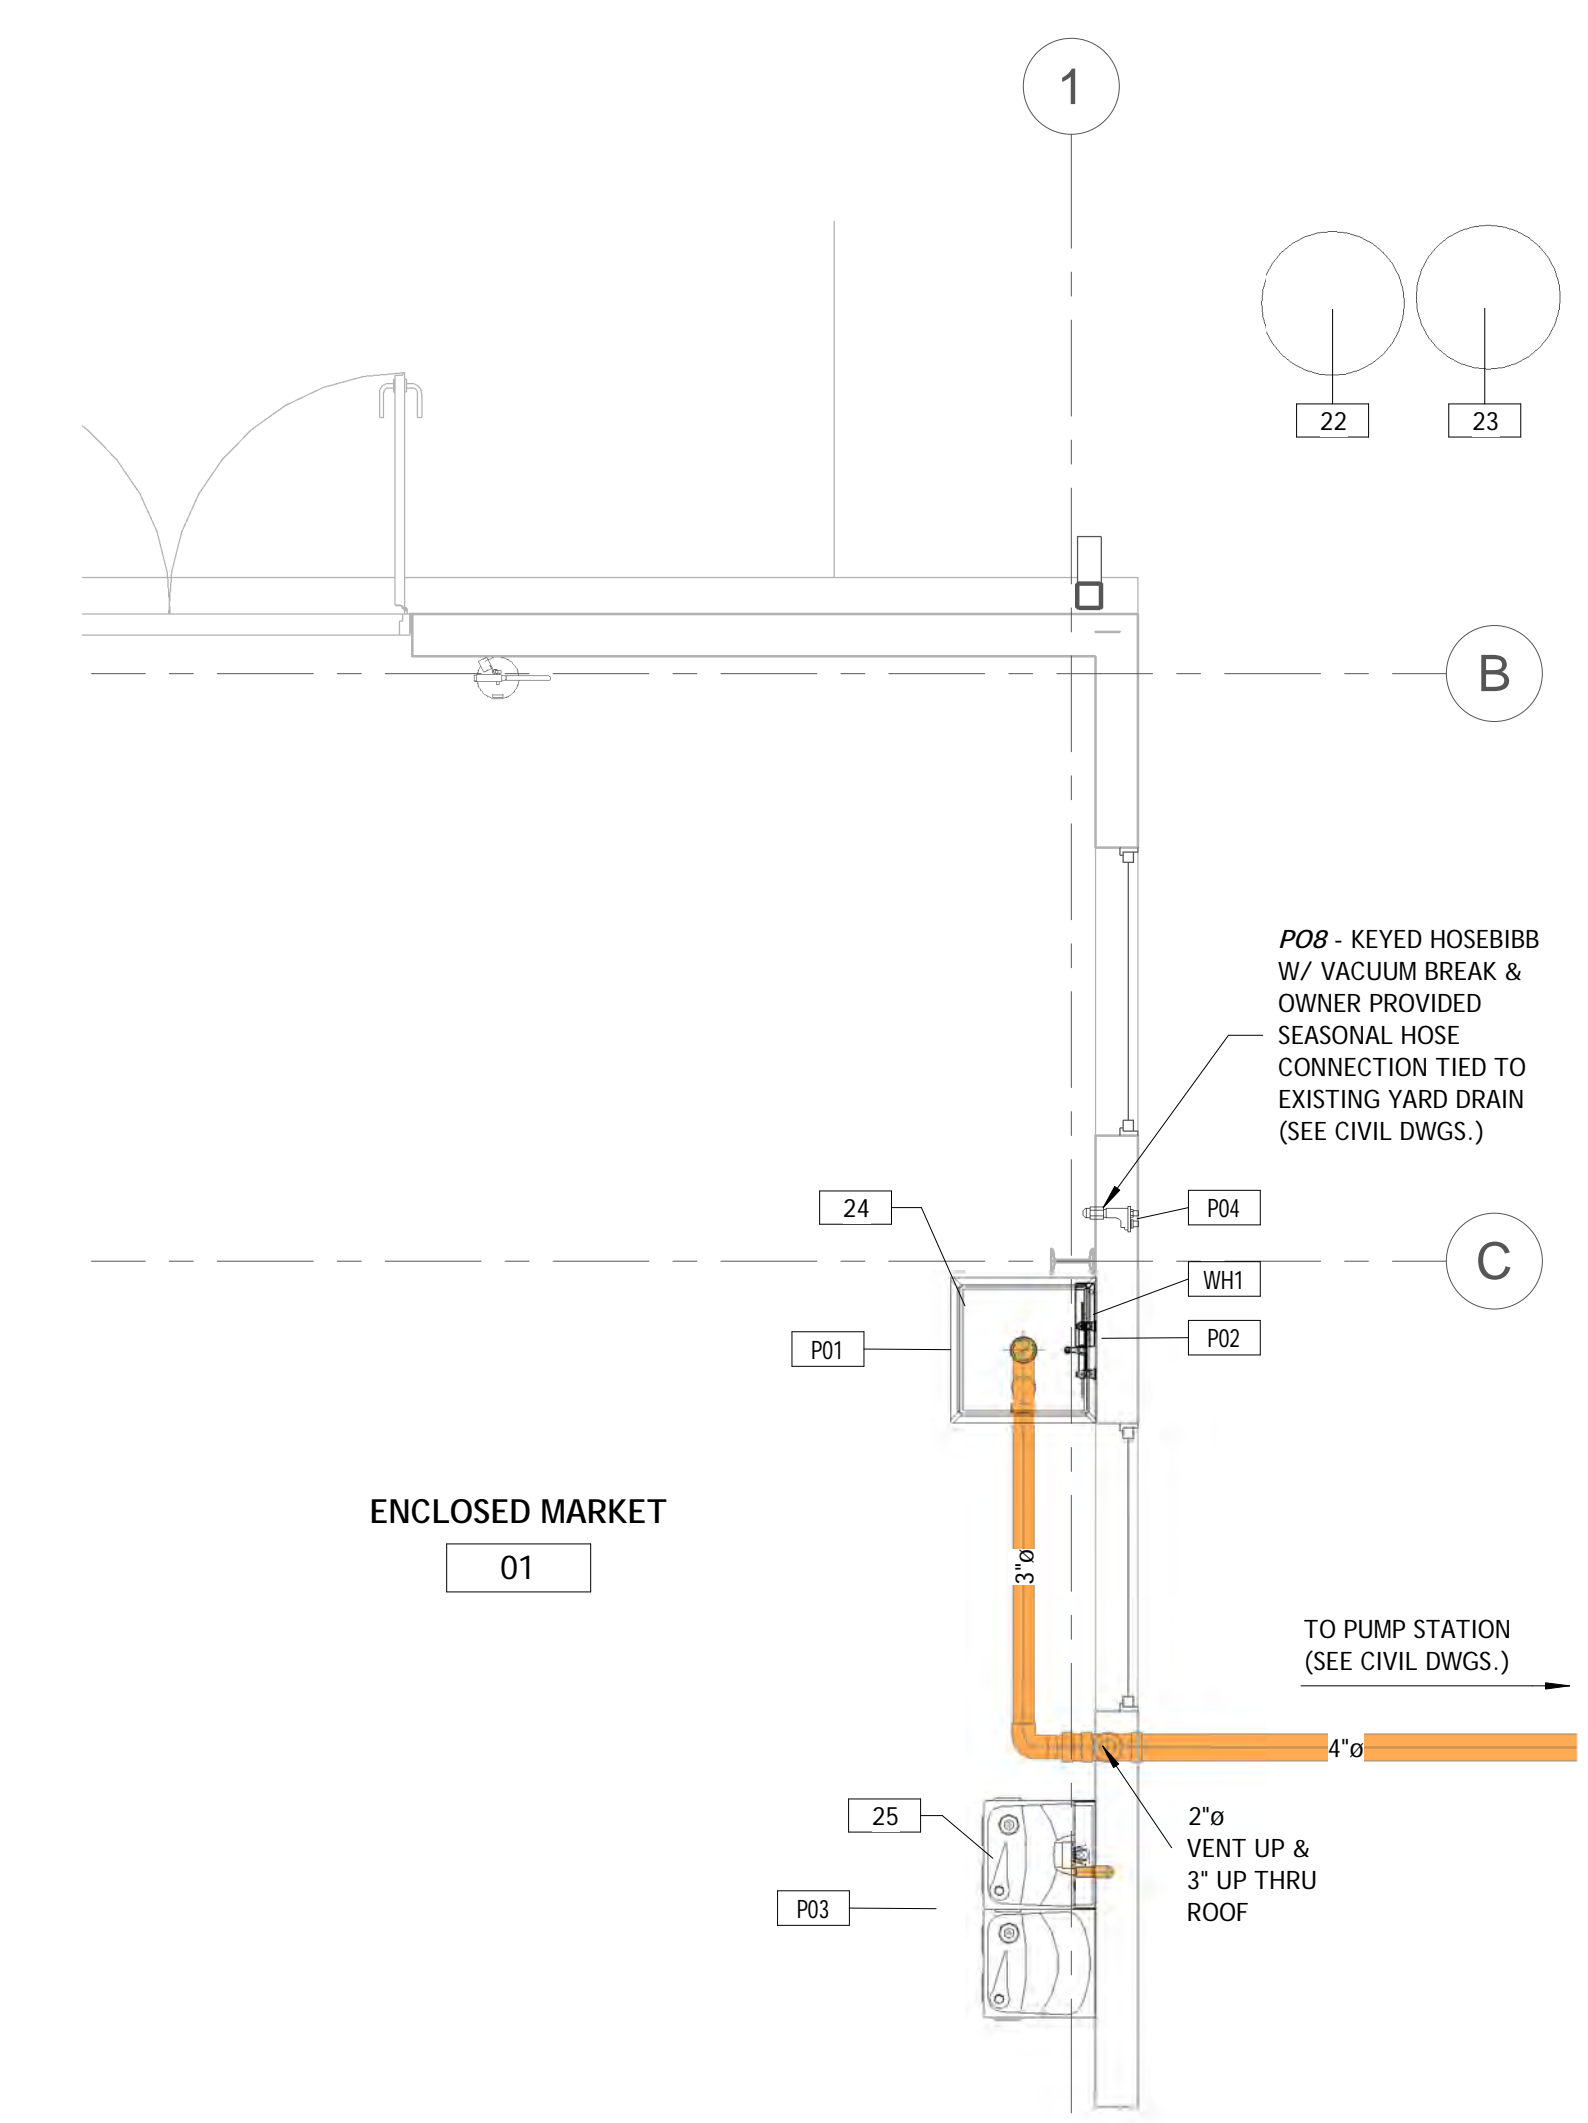 1
22
23
B
PO8 - KEYED HOSEBIBB
W/ VACUUM BREAK &
OWNER PROVIDED
SEASONAL HOSE
CONNECTION TIED TO
EXISTING YARD DRAIN
(SEE CIVIL DWGS.)
24
P04
C
WH1
P01
P02
ENCLOSED MARKET
01
3"ø
TO PUMP STATION
(SEE CIVIL DWGS.)
4"ø
25
2"ø
VENT UP &
3" UP THRU
ROOF
P03